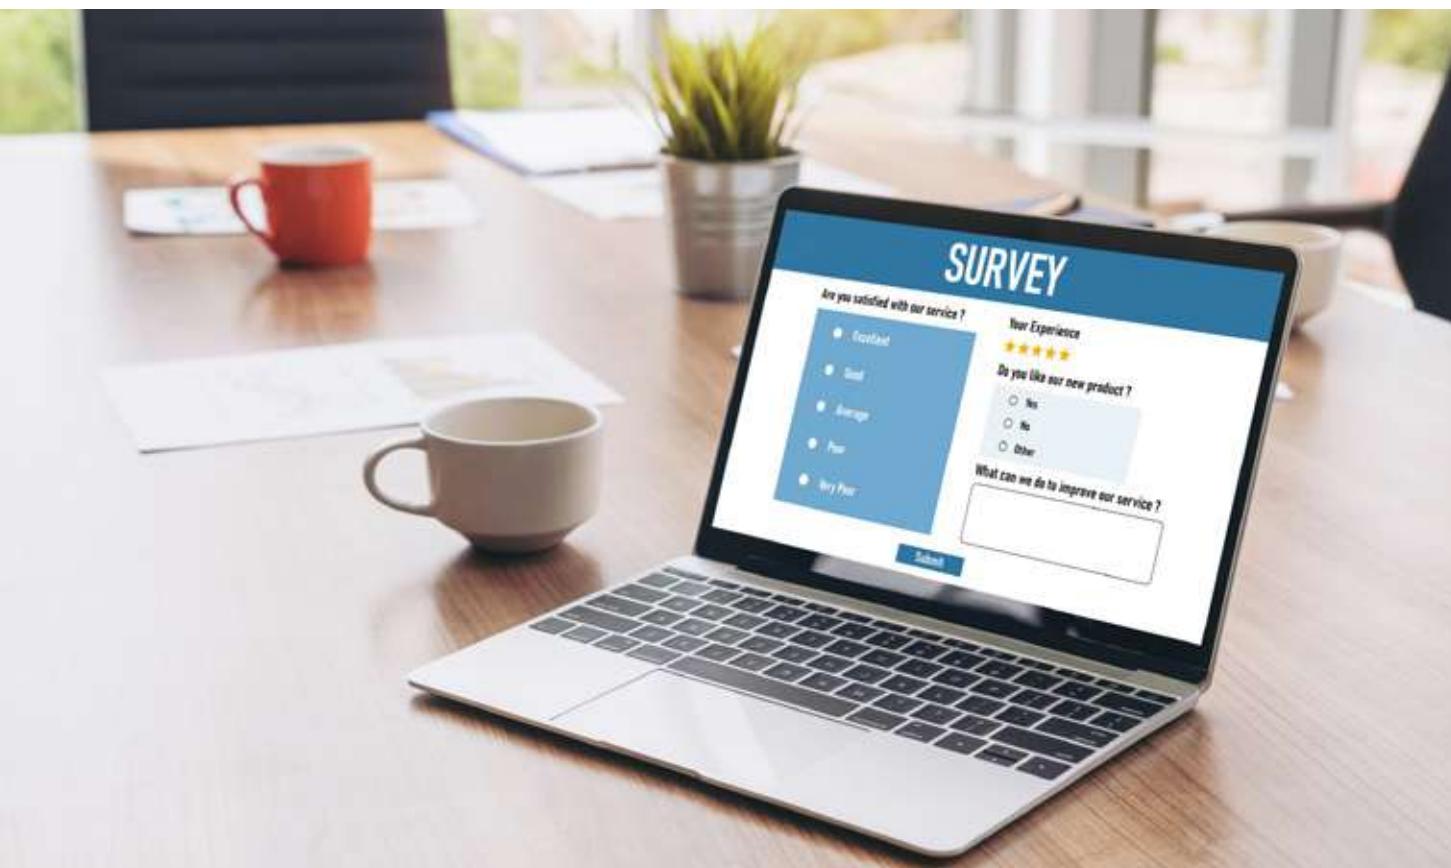 SURVEY
Are you satisfied with our service ?
Excellent
Good
Average
Poor
Very Poor
Your Experience
Do you like our new product ?
Yes
No
Other
What can we do to improve our service ?
Submit